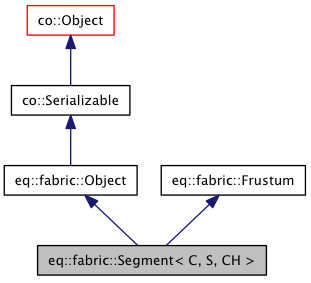 co::Object
co::Serializable
eq::fabric::Object
eq::fabric::Frustum
eq::fabric::Segment< C, S, CH >